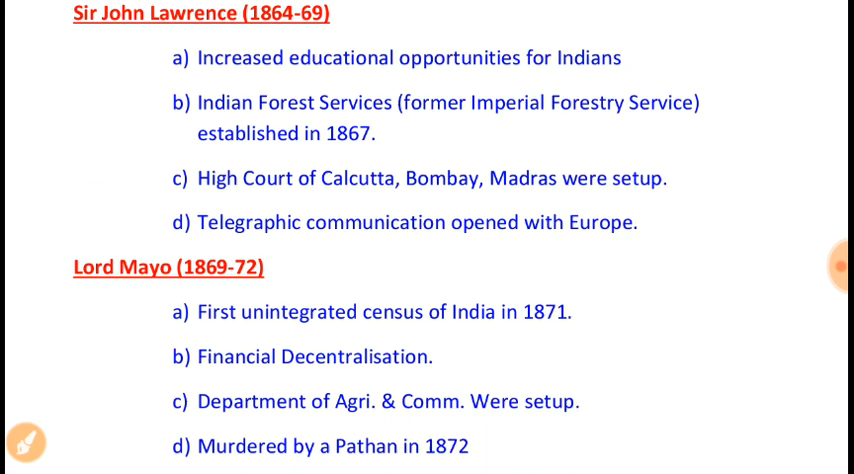 Sir John Lawrence (1864-69)
a) Increased educational opportunities for Indians
b) Indian Forest Services (former Imperial Forestry Service)
established in 1867.
c) High Court of Calcutta, Bombay, Madras were setup.
d) Telegraphic communication opened with Europe.
Lord Mayo (1869-72)
a) First unintegrated census of India in 1871.
b) Financial Decentralisation.
c) Department of Agri. & Comm. Were setup.
d) Murdered by a Pathan in 1872